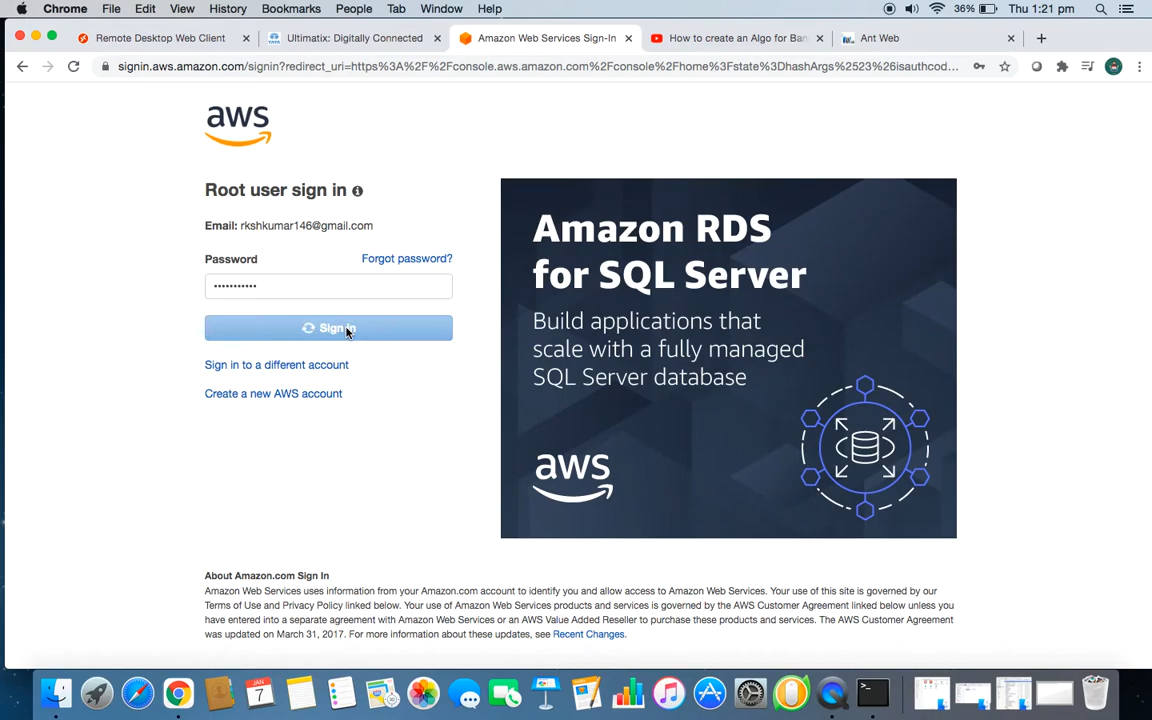 Chrome File Edit View History Bookmarks People Tab Window Help 36% Thu 1:21 pm
Remote Desktop Web Client Ultimatix: Digitally Connected Amazon Web Services Sign-In How to create an Algo for Ban Ant Web
signin.aws.amazon.com/signin?redirect_uri=https%3A%2F%2Fconsole.aws.amazon.com%2Fconsole%2Fhome%3Fstate%3DhashArgs%2523%26isauthcod...
aws
Root user sign in
Email: rkshkumar146@gmail.com
Password Forgot password?
Sign in
Sign in to a different account
Create a new AWS account
Amazon RDS
for SQL Server
Build applications that
scale with a fully managed
SQL Server database
aws
About Amazon.com Sign In
Amazon Web Services uses information from your Amazon.com account to identify you and allow access to Amazon Web Services. Your use of this site is governed by our
Terms of Use and Privacy Policy linked below. Your use of Amazon Web Services products and services is governed by the AWS Customer Agreement linked below unless you
have entered into a separate agreement with Amazon Web Services or an AWS Value Added Reseller to purchase these products and services. The AWS Customer Agreement
was updated on March 31, 2017. For more information about these updates, see Recent Changes.
JAN
7